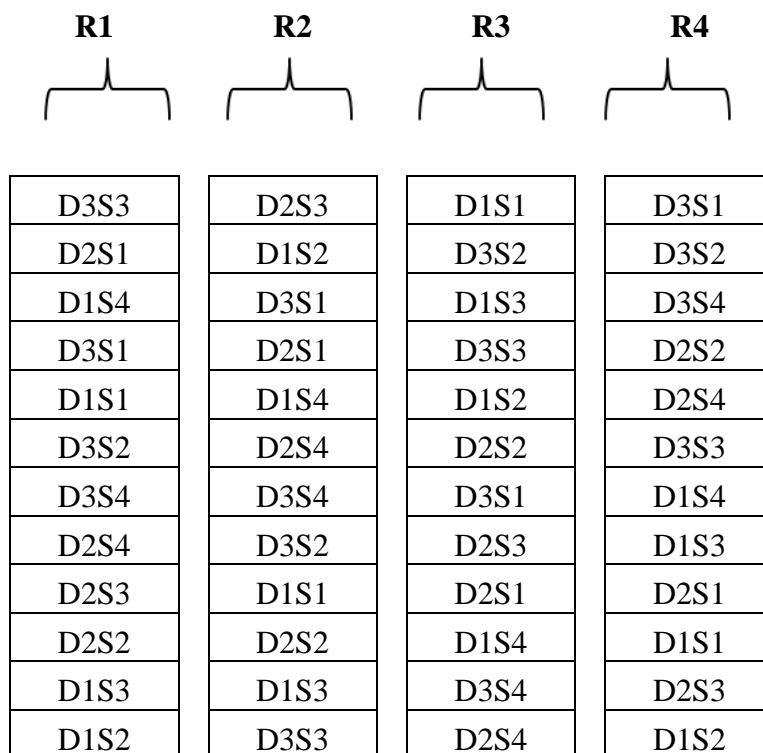 R1 R2 R3 R4
D3S3 D2S3 D1S1 D3S1
D2S1 D1S2 D3S2 D3S2
D1S4 D3S1 D1S3 D3S4
D3S1 D2S1 D3S3 D2S2
D1S1 D1S4 D1S2 D2S4
D3S2 D2S4 D2S2 D3S3
D3S4 D3S4 D3S1 D1S4
D2S4 D3S2 D2S3 D1S3
D2S3 D1S1 D2S1 D2S1
D2S2 D2S2 D1S4 D1S1
D1S3 D1S3 D3S4 D2S3
D1S2 D3S3 D2S4 D1S2